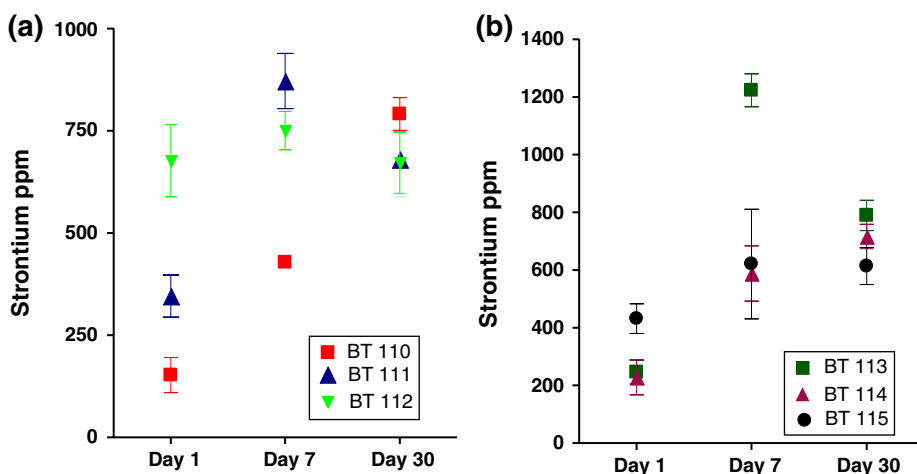 (a)
Strontium ppm
1000
750
500
250
0
Day 1 Day 7 Day 30
BT 110
BT 111
BT 112
(b)
Strontium ppm
1400
1200
1000
800
600
400
200
0
Day 1 Day 7 Day 30
BT 113
BT 114
BT 115